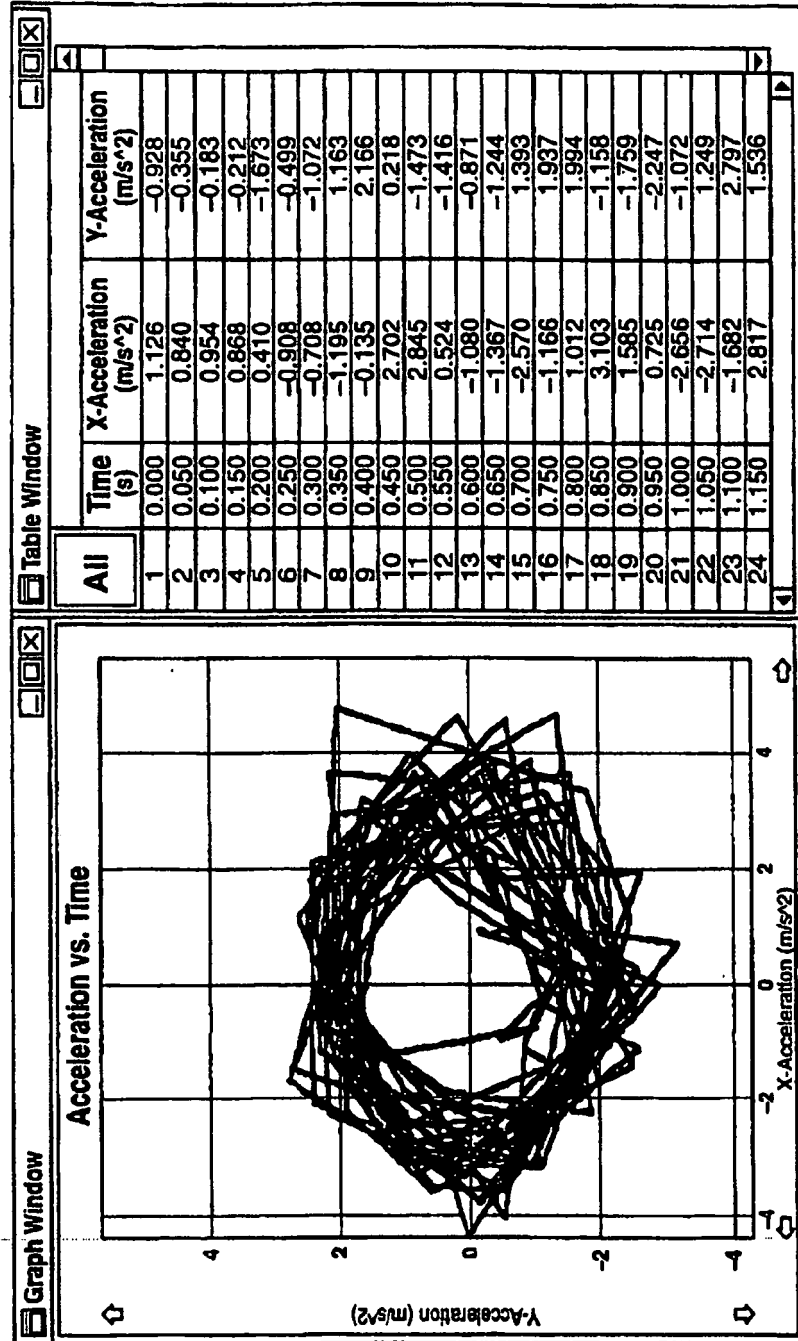 Graph Window
Acceleration vs. Time
Y-Acceleration (m/s^2)
4
2
0
−2
−4
−4 −2 0 2 4
X-Acceleration (m/s^2)
Table Window
All Time (s) X-Acceleration (m/s^2) Y-Acceleration (m/s^2)
1 0.000 1.126 −0.928
2 0.050 0.840 −0.355
3 0.100 0.954 −0.183
4 0.150 0.868 −0.212
5 0.200 0.410 −1.673
6 0.250 −0.908 −0.499
7 0.300 −0.708 −1.072
8 0.350 −1.195 1.163
9 0.400 −0.135 2.166
10 0.450 2.702 0.218
11 0.500 2.845 −1.473
12 0.550 0.524 −1.416
13 0.600 −1.080 −0.871
14 0.650 −1.367 −1.244
15 0.700 −2.570 1.393
16 0.750 −1.166 1.937
17 0.800 1.012 1.994
18 0.850 3.103 −1.158
19 0.900 1.585 −1.759
20 0.950 0.725 −2.247
21 1.000 −2.656 −1.072
22 1.050 −2.714 1.249
23 1.100 −1.682 2.797
24 1.150 2.817 1.536